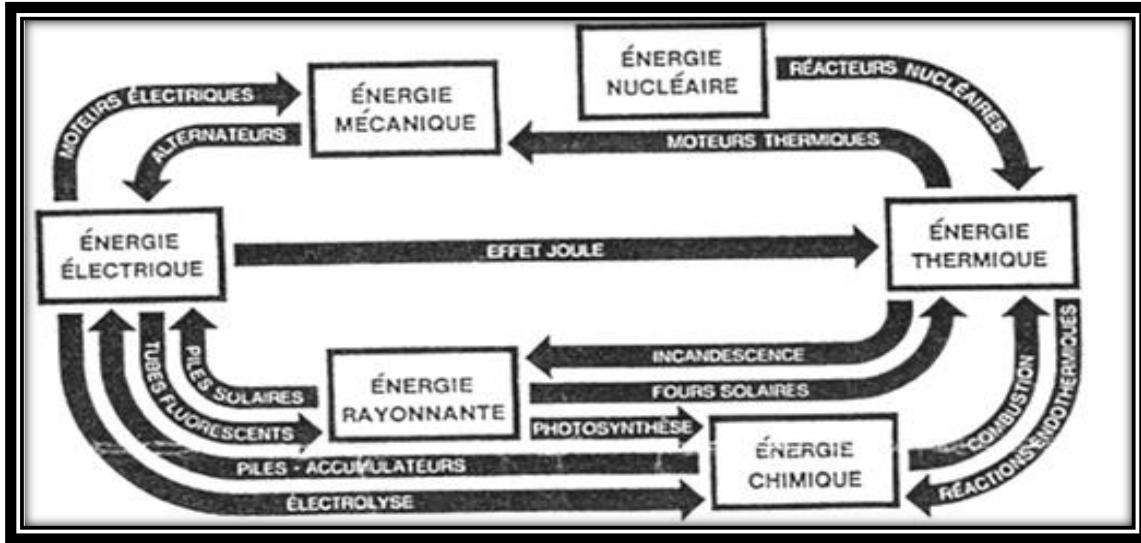 ÉNERGIE
NUCLÉAIRE
RÉACTEURS NUCLÉAIRES
MOTEURS ÉLECTRIQUES
ÉNERGIE
MÉCANIQUE
ALTERNATEURS
MOTEURS THERMIQUES
ÉNERGIE
ÉLECTRIQUE
EFFET JOULE
ÉNERGIE
THERMIQUE
TUBES FLUORESCENTS
PILES SOLAIRES
ÉNERGIE
RAYONNANTE
INCANDESCENCE
FOURS SOLAIRES
PHOTOSYNTHÈSE
ÉNERGIE
CHIMIQUE
COMBUSTION
RÉACTIONS ENDOTHERMIQUES
PILES - ACCUMULATEURS
ÉLECTROLYSE